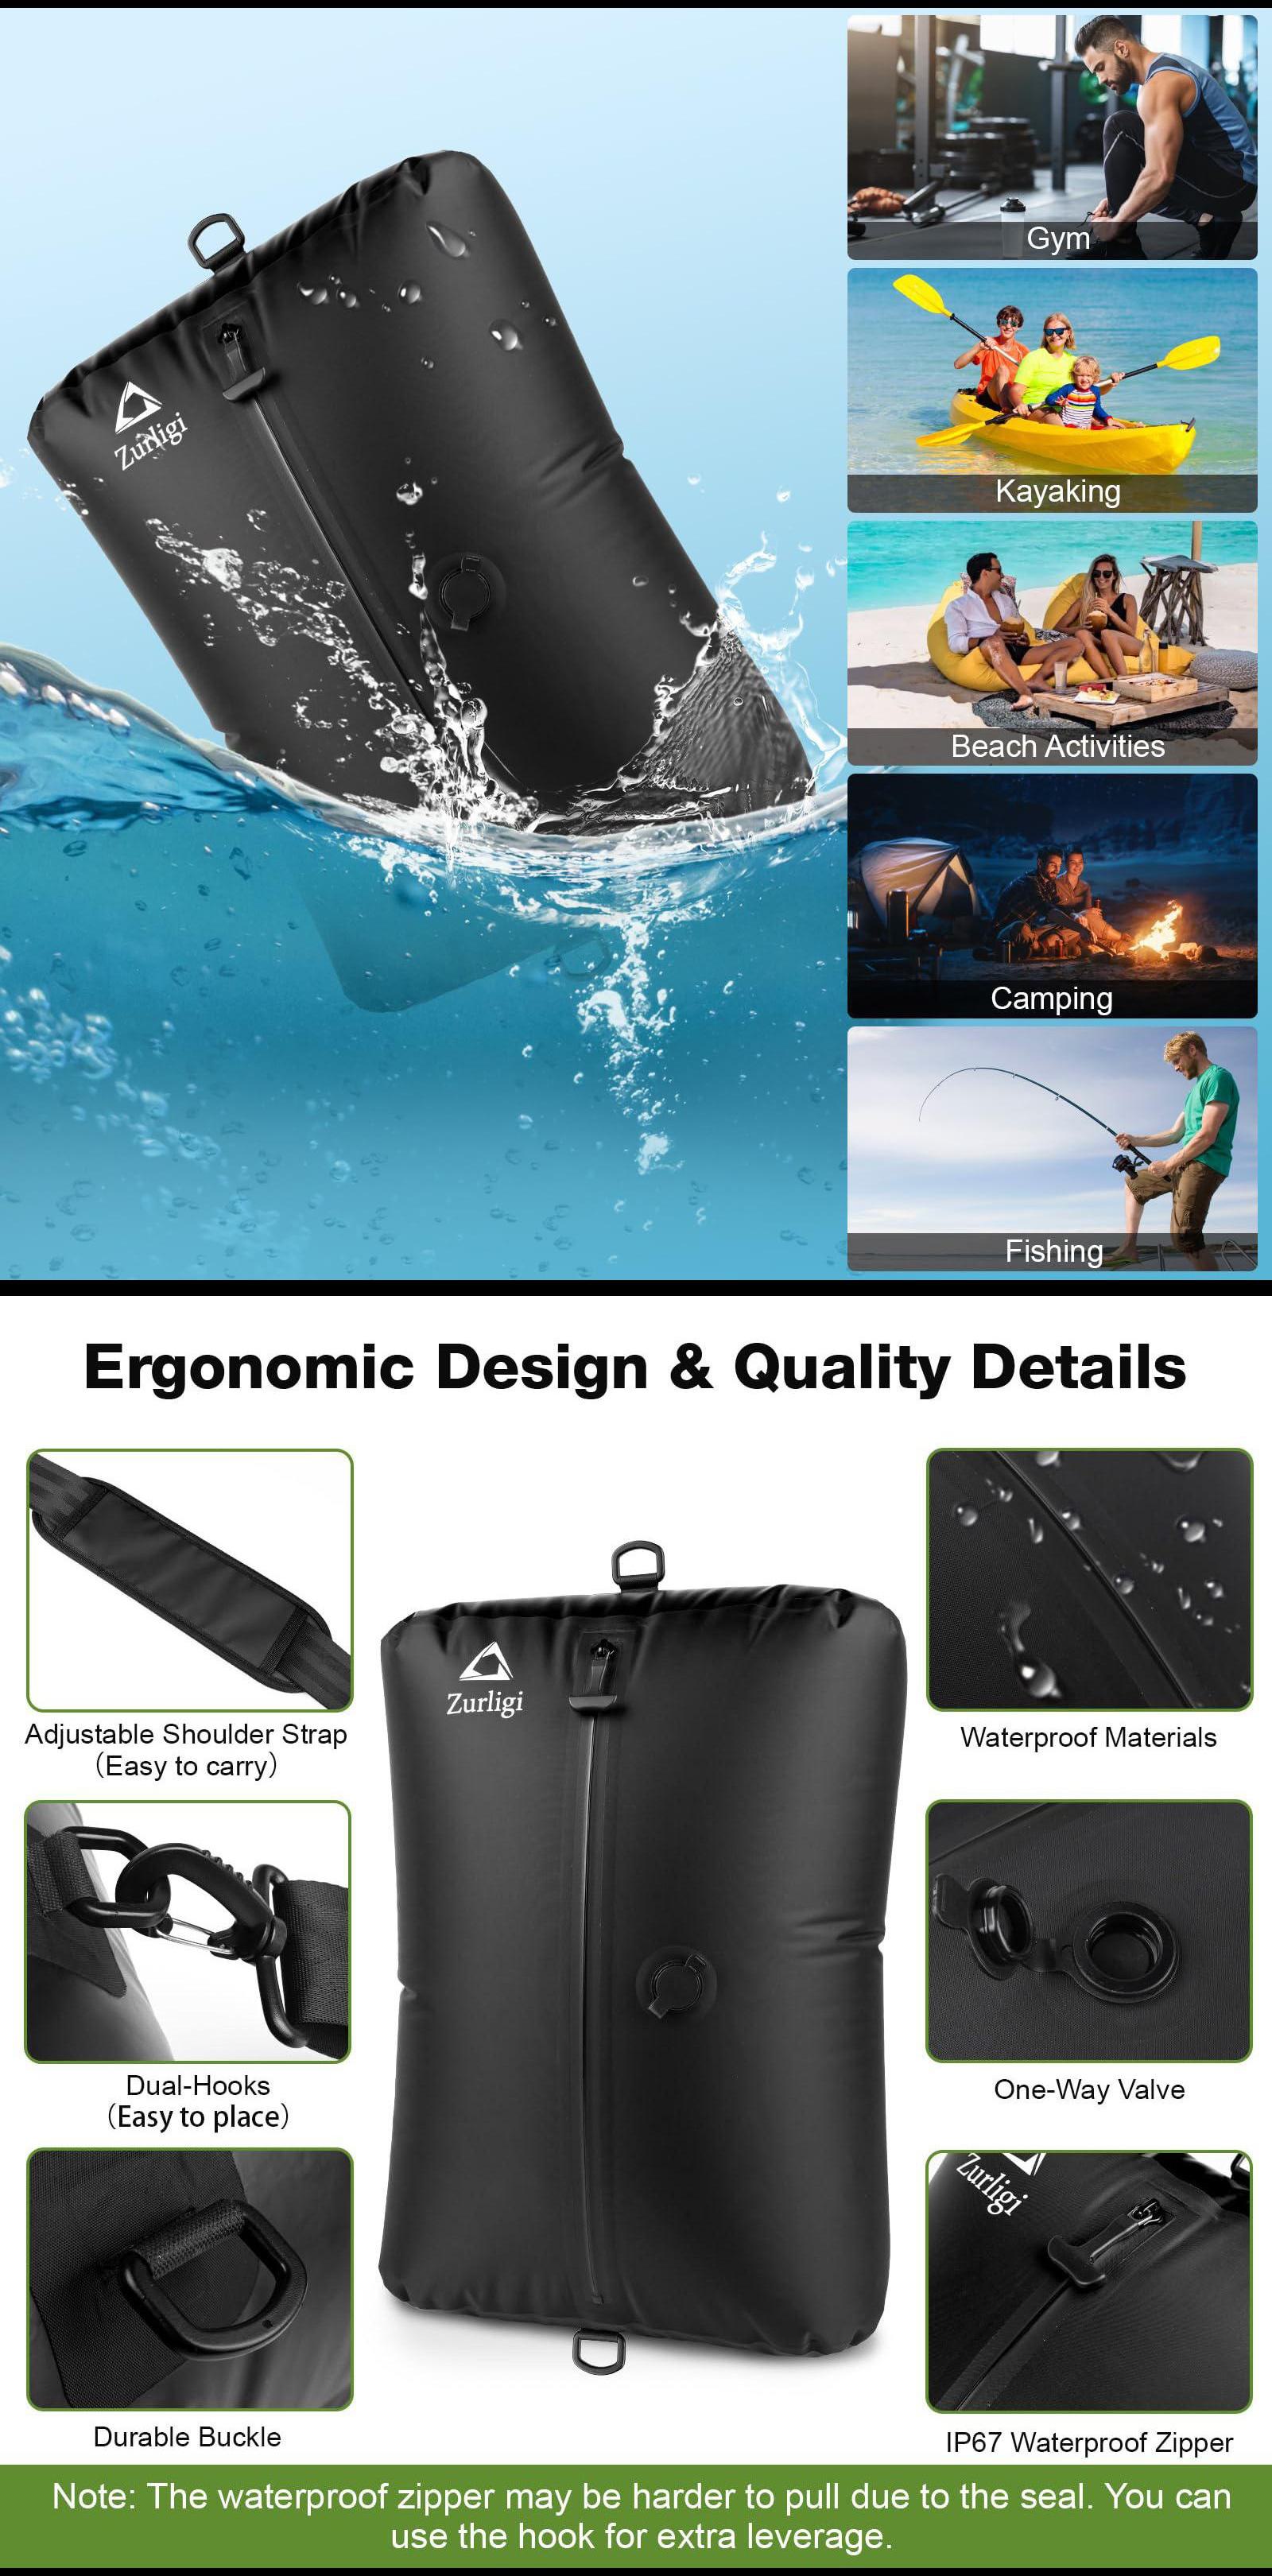 Zurligi
Gym
Kayaking
Beach Activities
Camping
Fishing
Ergonomic Design & Quality Details
Adjustable Shoulder Strap
（Easy to carry）
Dual-Hooks
（Easy to place）
Durable Buckle
Zurligi
Waterproof Materials
One-Way Valve
Zurligi
IP67 Waterproof Zipper
Note: The waterproof zipper may be harder to pull due to the seal. You can
use the hook for extra leverage.